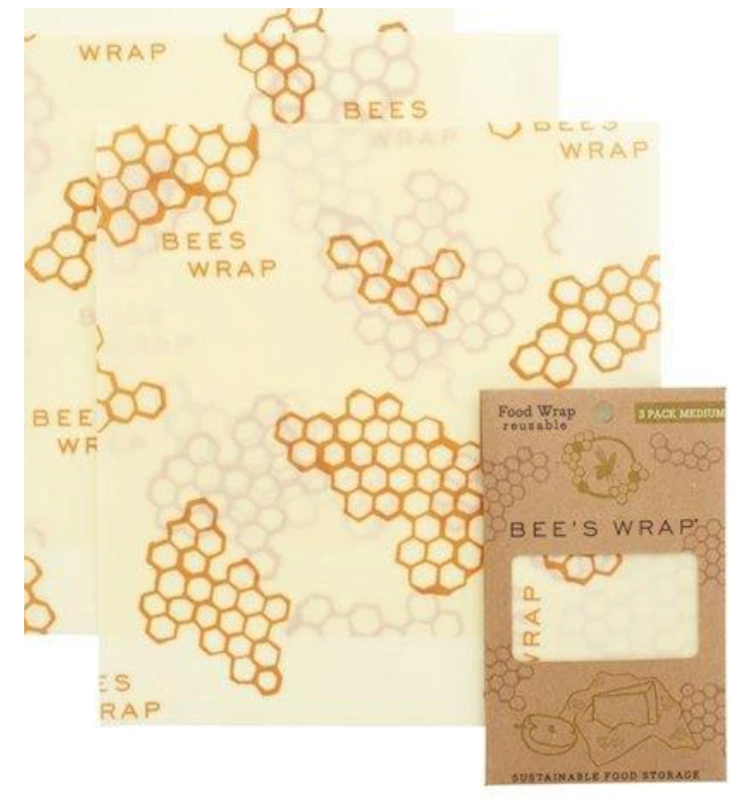 WRAP
BEES
WRAP
BEES
WRAP
BEES
WRAP
BEE
WR
ES
RAP
Food Wrap
reusable
3 PACK MEDIUM
BEE'S WRAP®
WRAP
SUSTAINABLE FOOD STORAGE